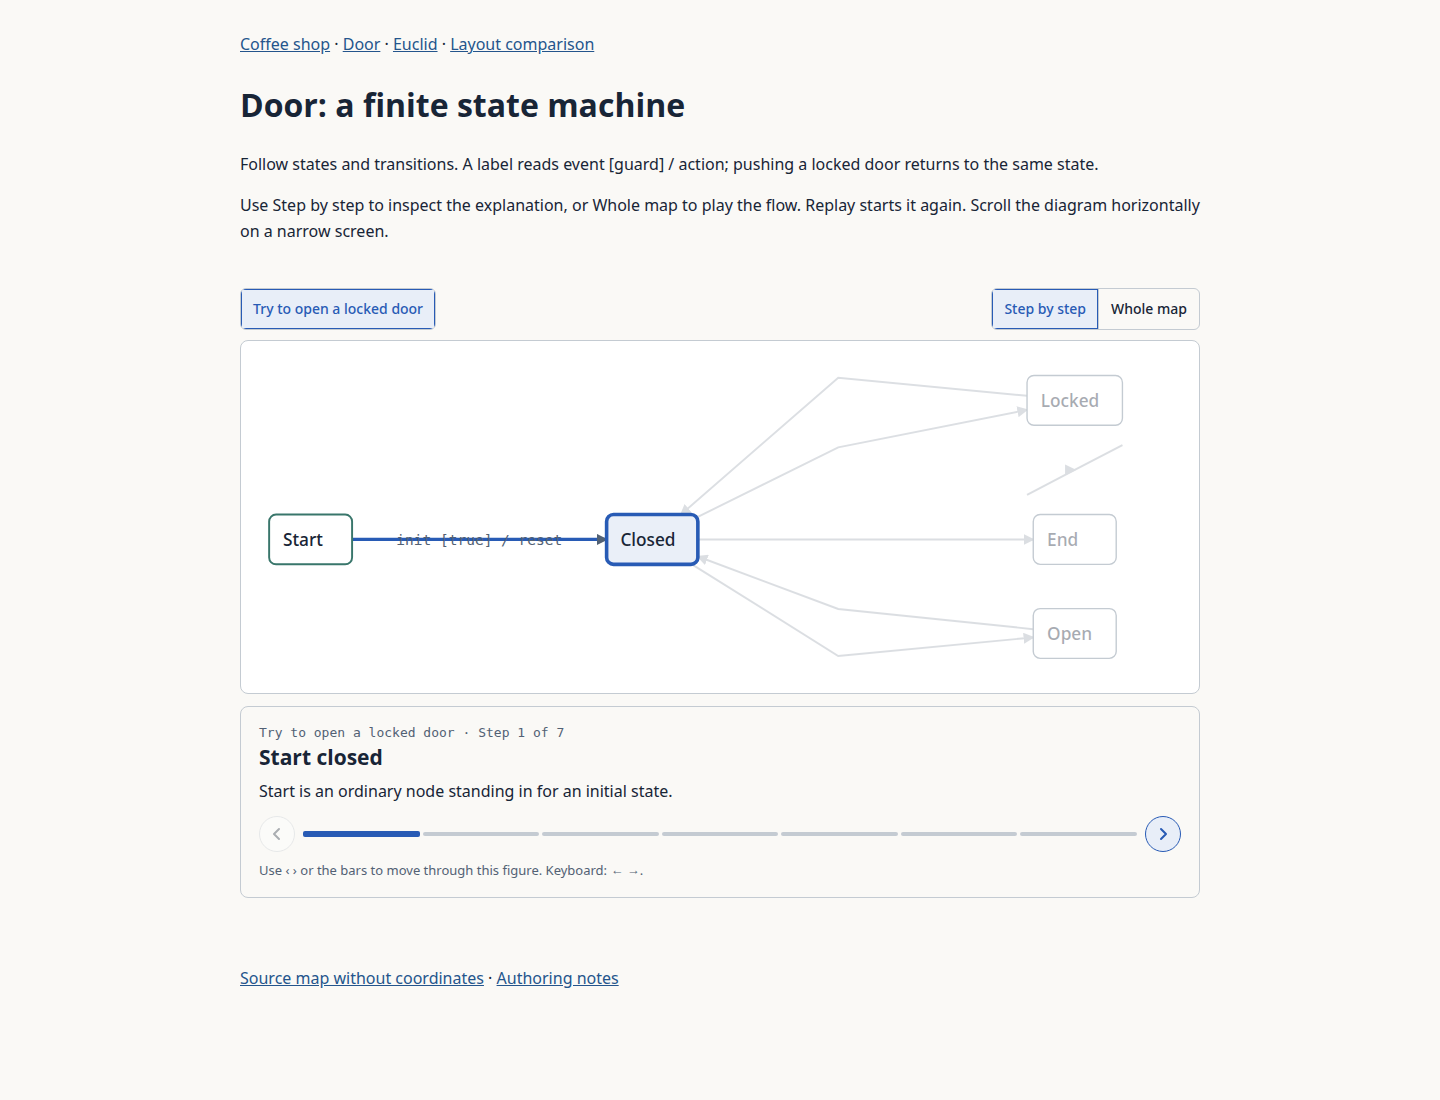 Coffee shop · Door · Euclid · Layout comparison
Door: a finite state machine
Follow states and transitions. A label reads event [guard] / action; pushing a locked door returns to the same state.
Use Step by step to inspect the explanation, or Whole map to play the flow. Replay starts it again. Scroll the diagram horizontally
on a narrow screen.
Try to open a locked door
Step by step
Whole map
Locked
Start
init [true] / reset
Closed
End
Open
Try to open a locked door · Step 1 of 7
Start closed
Start is an ordinary node standing in for an initial state.
Use ‹ › or the bars to move through this figure. Keyboard: ← →.
Source map without coordinates · Authoring notes